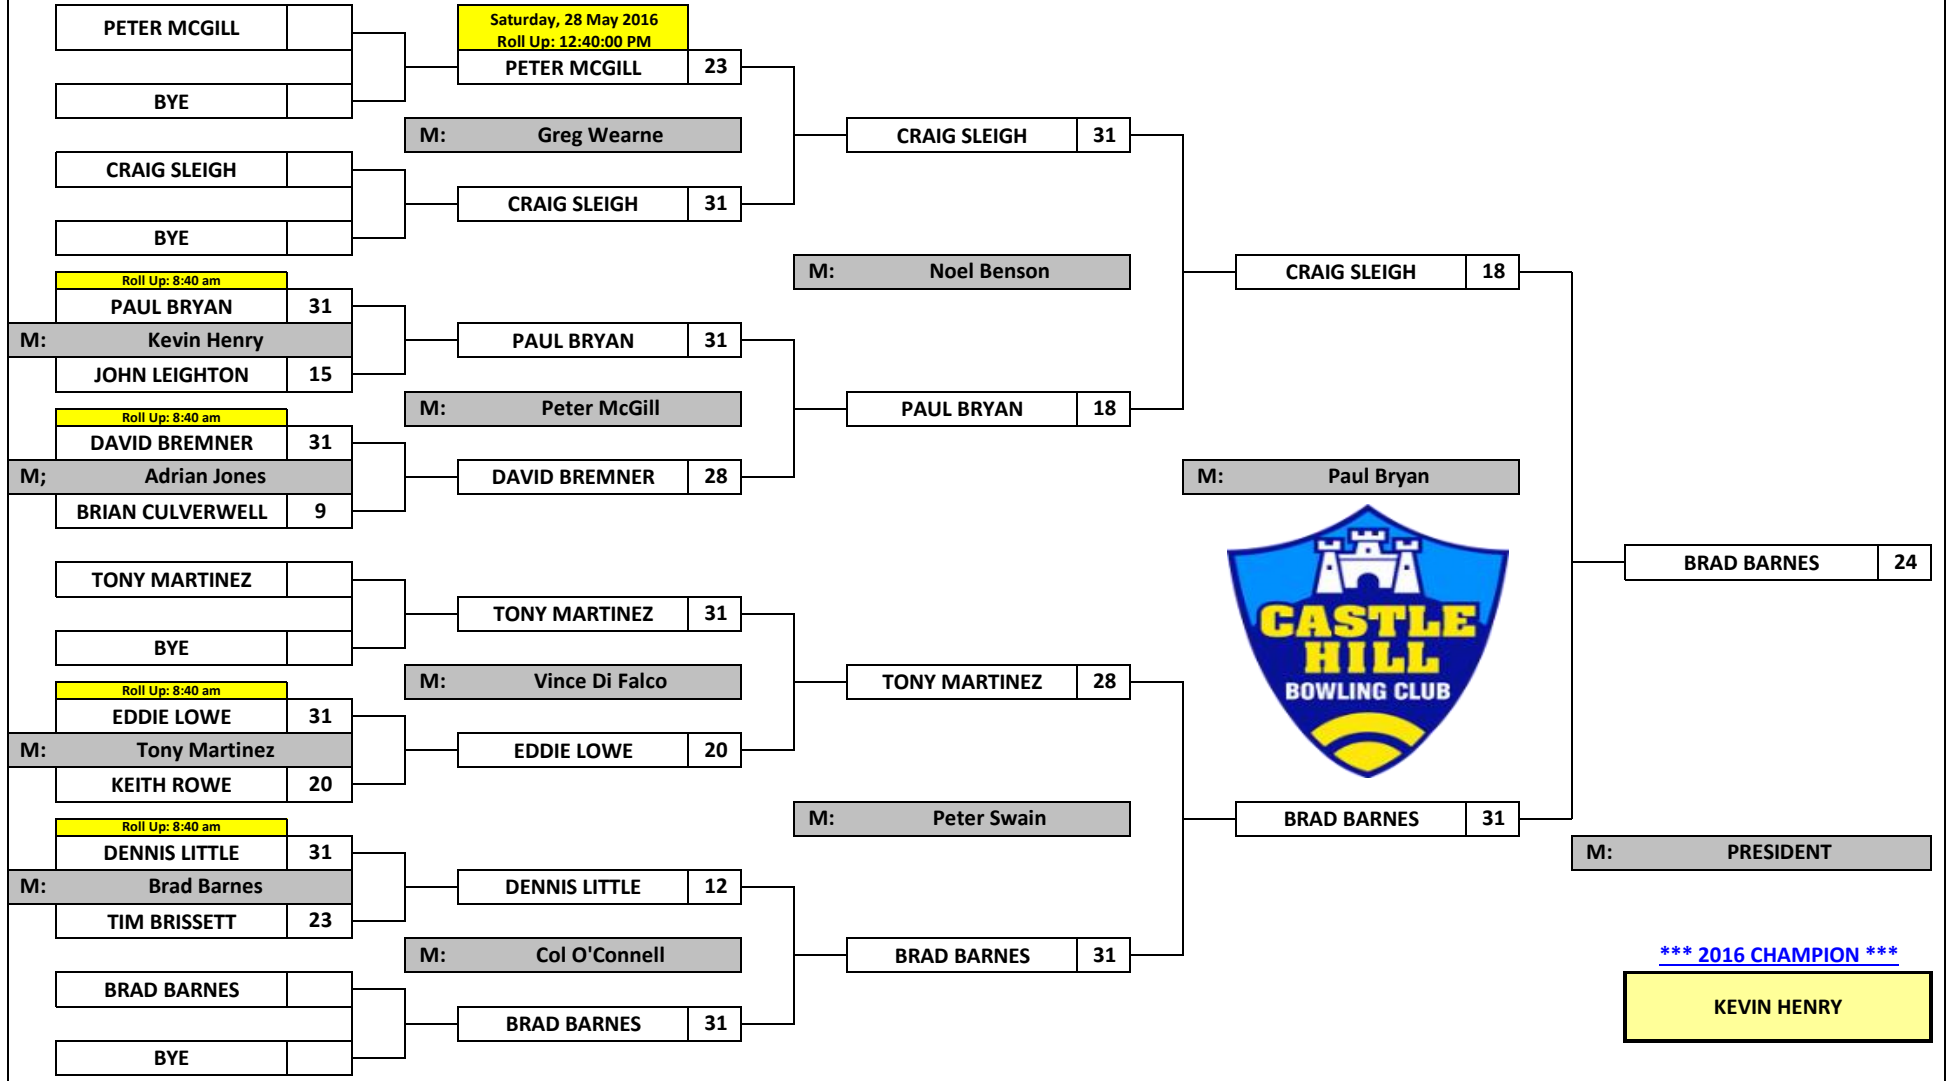 PETER MCGILL
BYE
CRAIG SLEIGH
BYE
Roll Up: 8:40 am
PAUL BRYAN 31
M: Kevin Henry
JOHN LEIGHTON 15
Roll Up: 8:40 am
DAVID BREMNER 31
M; Adrian Jones
BRIAN CULVERWELL 9
TONY MARTINEZ
BYE
Roll Up: 8:40 am
EDDIE LOWE 31
M: Tony Martinez
KEITH ROWE 20
Roll Up: 8:40 am
DENNIS LITTLE 31
M: Brad Barnes
TIM BRISSETT 23
BRAD BARNES
BYE
Saturday, 28 May 2016
Roll Up: 12:40:00 PM
PETER MCGILL 23
M: Greg Wearne
CRAIG SLEIGH 31
PAUL BRYAN 31
M: Peter McGill
DAVID BREMNER 28
TONY MARTINEZ 31
M: Vince Di Falco
EDDIE LOWE 20
DENNIS LITTLE 12
M: Col O'Connell
BRAD BARNES 31
CRAIG SLEIGH 31
M: Noel Benson
PAUL BRYAN 18
TONY MARTINEZ 28
M: Peter Swain
BRAD BARNES 31
CRAIG SLEIGH 18
M: Paul Bryan
CASTLE
HILL
BOWLING CLUB
BRAD BARNES 31
BRAD BARNES 24
M: PRESIDENT
*** 2016 CHAMPION ***
KEVIN HENRY